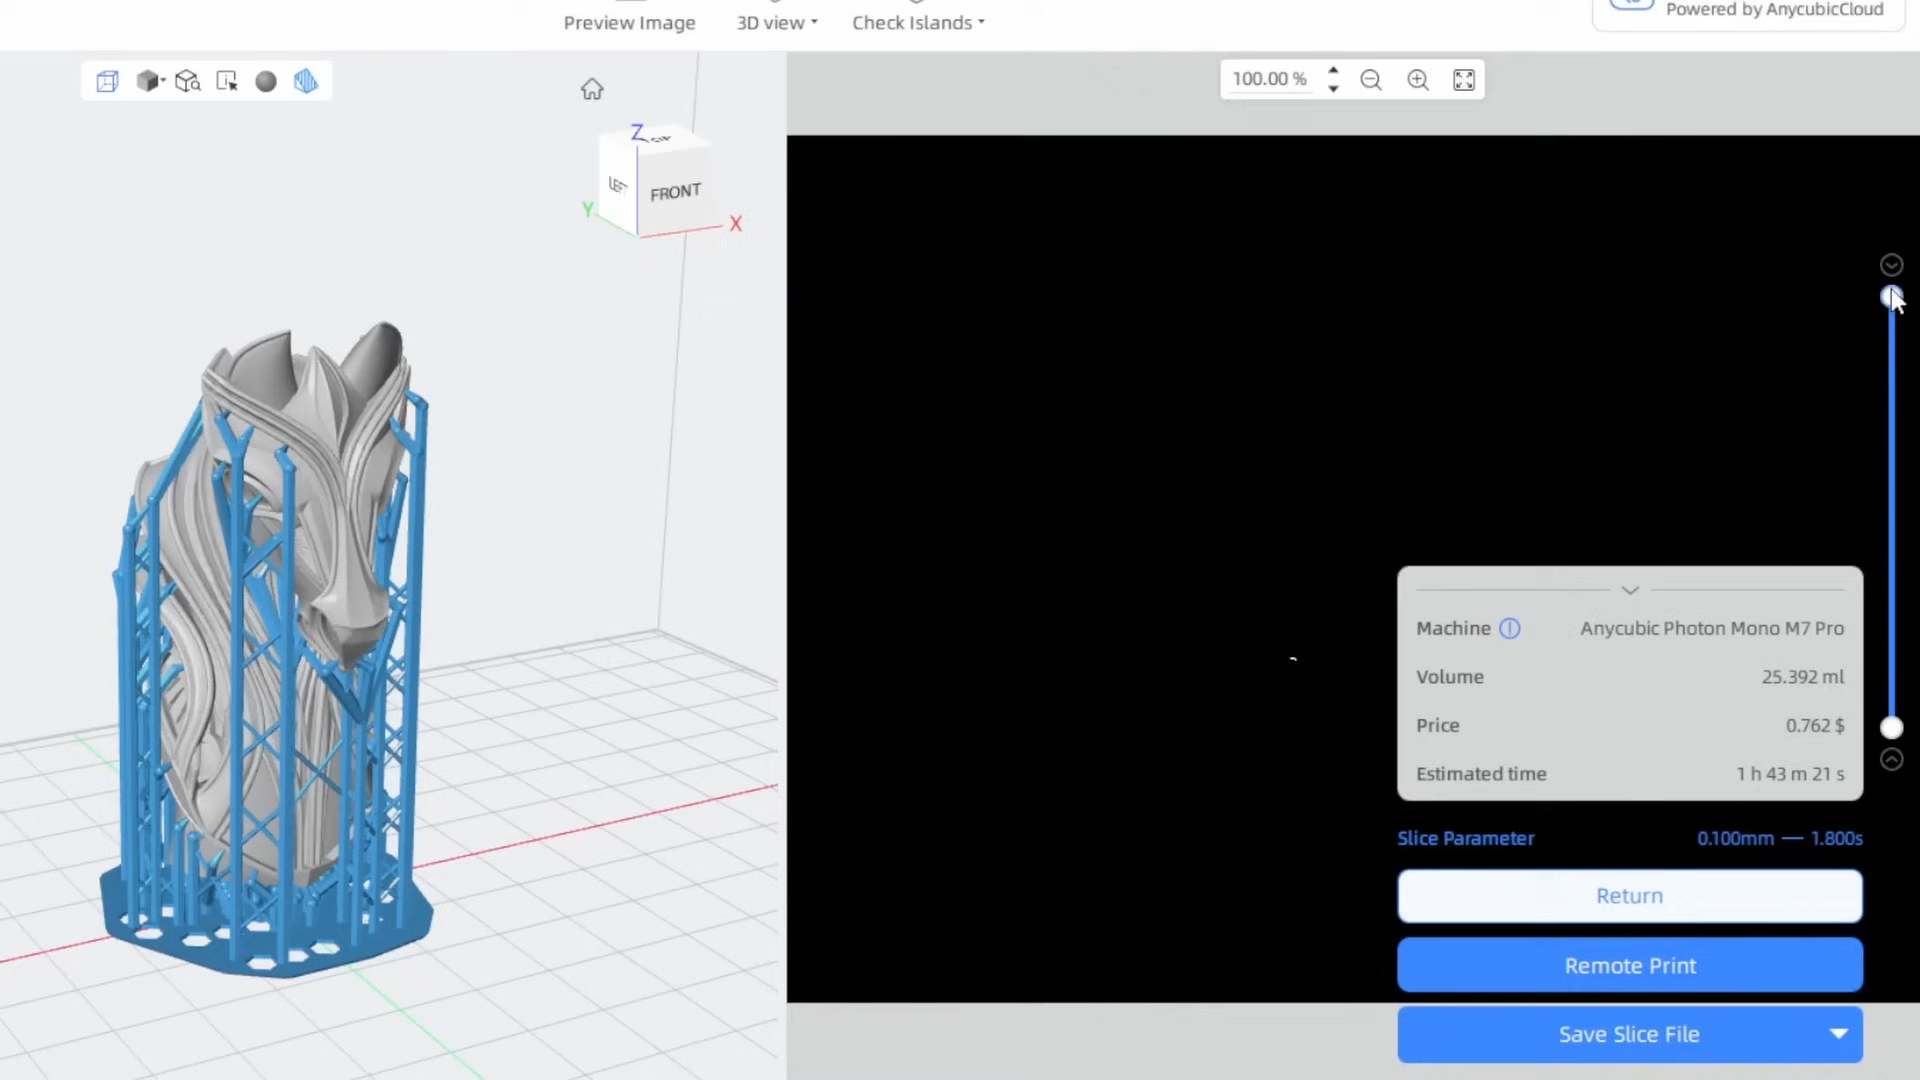 Preview Image
3D view
Check Islands
Powered by AnycubicCloud
100.00 %
Z
LEFT
FRONT
Y
X
Machine
Anycubic Photon Mono M7 Pro
Volume
25.392 ml
Price
0.762 $
Estimated time
1 h 43 m 21 s
Slice Parameter
0.100mm — 1.800s
Return
Remote Print
Save Slice File